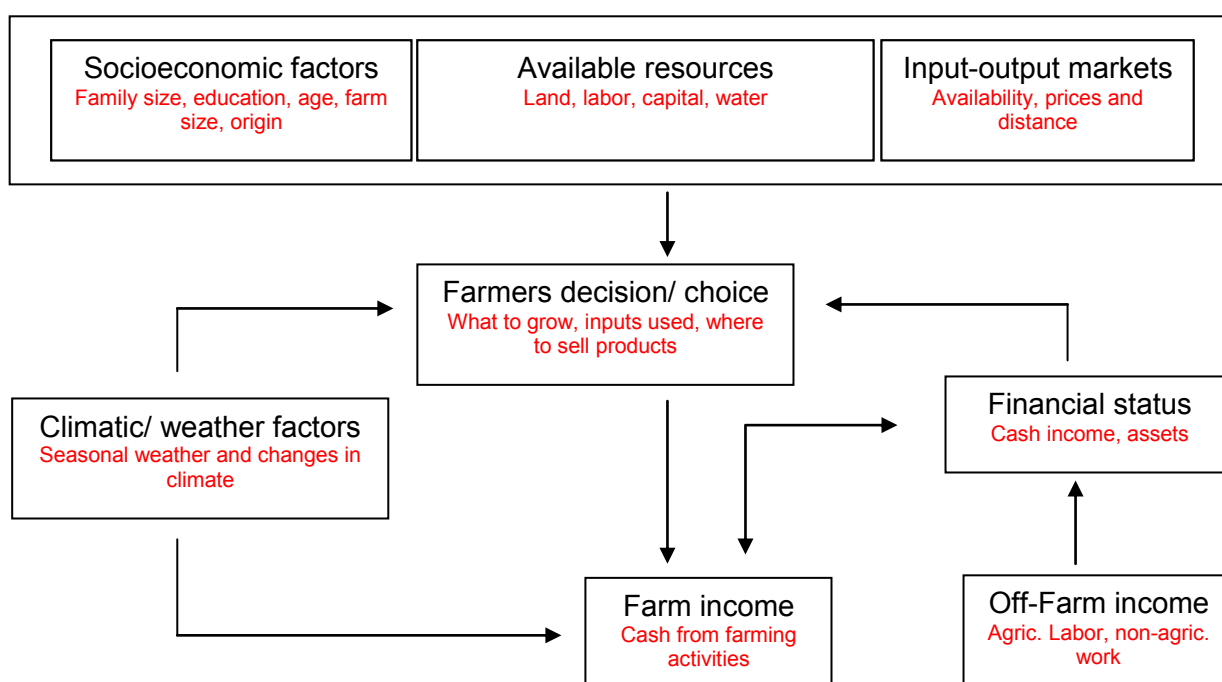 Socioeconomic factors
Family size, education, age, farm
size, origin
Available resources
Land, labor, capital, water
Input-output markets
Availability, prices and
distance
Farmers decision/ choice
What to grow, inputs used, where
to sell products
Climatic/ weather factors
Seasonal weather and changes in
climate
Financial status
Cash income, assets
Farm income
Cash from farming
activities
Off-Farm income
Agric. Labor, non-agric.
work